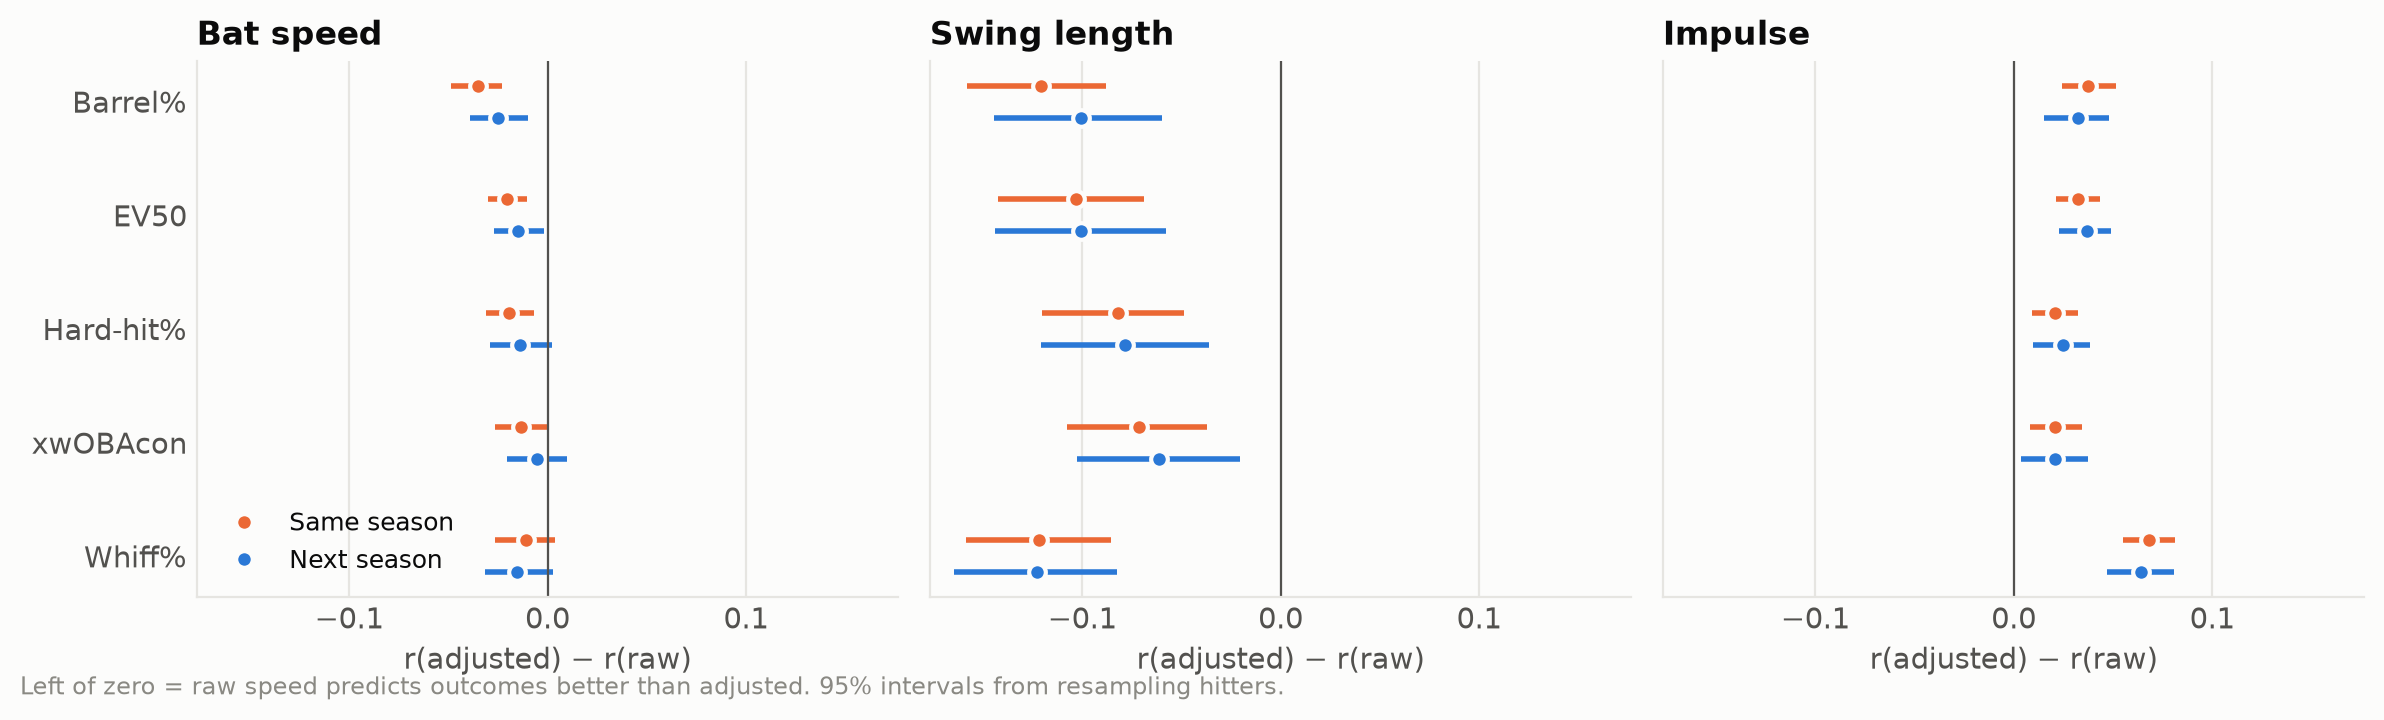 Bat speed
Swing length
Impulse
Barrel%
EV50
Hard-hit%
xwOBAcon
Whiff%
Same season
Next season
−0.1 0.0 0.1
−0.1 0.0 0.1
−0.1 0.0 0.1
r(adjusted) − r(raw)
r(adjusted) − r(raw)
r(adjusted) − r(raw)
Left of zero = raw speed predicts outcomes better than adjusted. 95% intervals from resampling hitters.